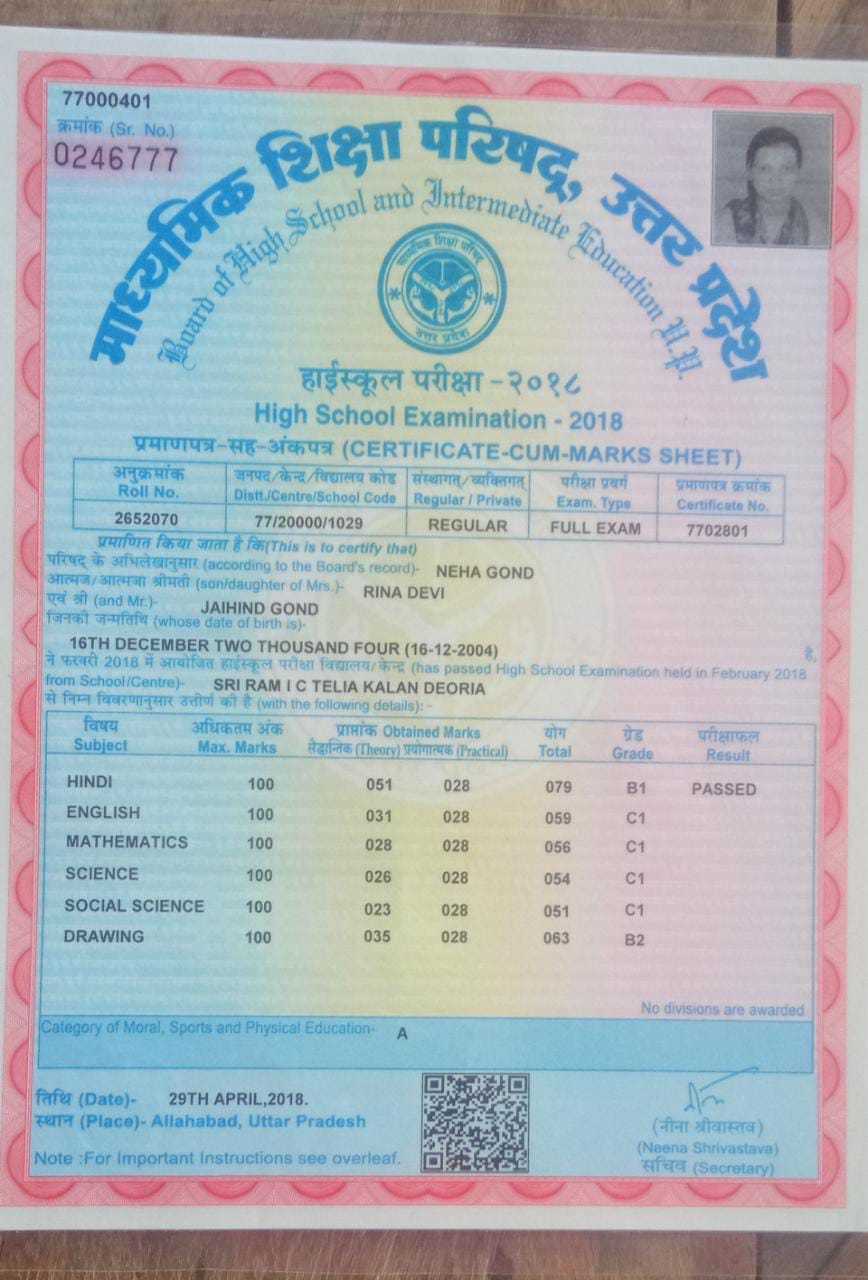 77000401
क्रमांक (Sr. No.)
0246777
माध्यमिक शिक्षा परिषद्, उत्तर प्रदेश
Board of High School and Intermediate Education U.P.
माध्यमिक शिक्षा परिषद्
उत्तर प्रदेश
हाईस्कूल परीक्षा -२०१८
High School Examination - 2018
प्रमाणपत्र-सह-अंकपत्र (CERTIFICATE-CUM-MARKS SHEET)
अनुक्रमांक जनपद/केन्द्र/विद्यालय कोड संस्थागत/व्यक्तिगत परीक्षा प्रवर्ग प्रमाणपत्र क्रमांक
Roll No. Distt./Centre/School Code Regular / Private Exam. Type Certificate No.
2652070 77/20000/1029 REGULAR FULL EXAM 7702801
प्रमाणित किया जाता है कि(This is to certify that)
परिषद् के अभिलेखानुसार (according to the Board's record)- NEHA GOND
आत्मज/आत्मजा श्रीमती (son/daughter of Mrs.)- RINA DEVI
एवं श्री (and Mr.)- JAIHIND GOND
जिनकी जन्मतिथि (whose date of birth is)-
16TH DECEMBER TWO THOUSAND FOUR (16-12-2004) है,
ने फरवरी 2018 में आयोजित हाईस्कूल परीक्षा विद्यालय/केन्द्र (has passed High School Examination held in February 2018
from School/Centre)- SRI RAM I C TELIA KALAN DEORIA
से निम्न विवरणानुसार उत्तीर्ण की है (with the following details): -
विषय अधिकतम अंक प्राप्तांक Obtained Marks योग ग्रेड परीक्षाफल
Subject Max. Marks सैद्धान्तिक (Theory) प्रयोगात्मक (Practical) Total Grade Result
HINDI 100 051 028 079 B1 PASSED
ENGLISH 100 031 028 059 C1
MATHEMATICS 100 028 028 056 C1
SCIENCE 100 026 028 054 C1
SOCIAL SCIENCE 100 023 028 051 C1
DRAWING 100 035 028 063 B2
No divisions are awarded
Category of Moral, Sports and Physical Education- A
तिथि (Date)- 29TH APRIL,2018.
स्थान (Place)- Allahabad, Uttar Pradesh
(नीना श्रीवास्तव)
(Neena Shrivastava)
सचिव (Secretary)
Note :For Important Instructions see overleaf.